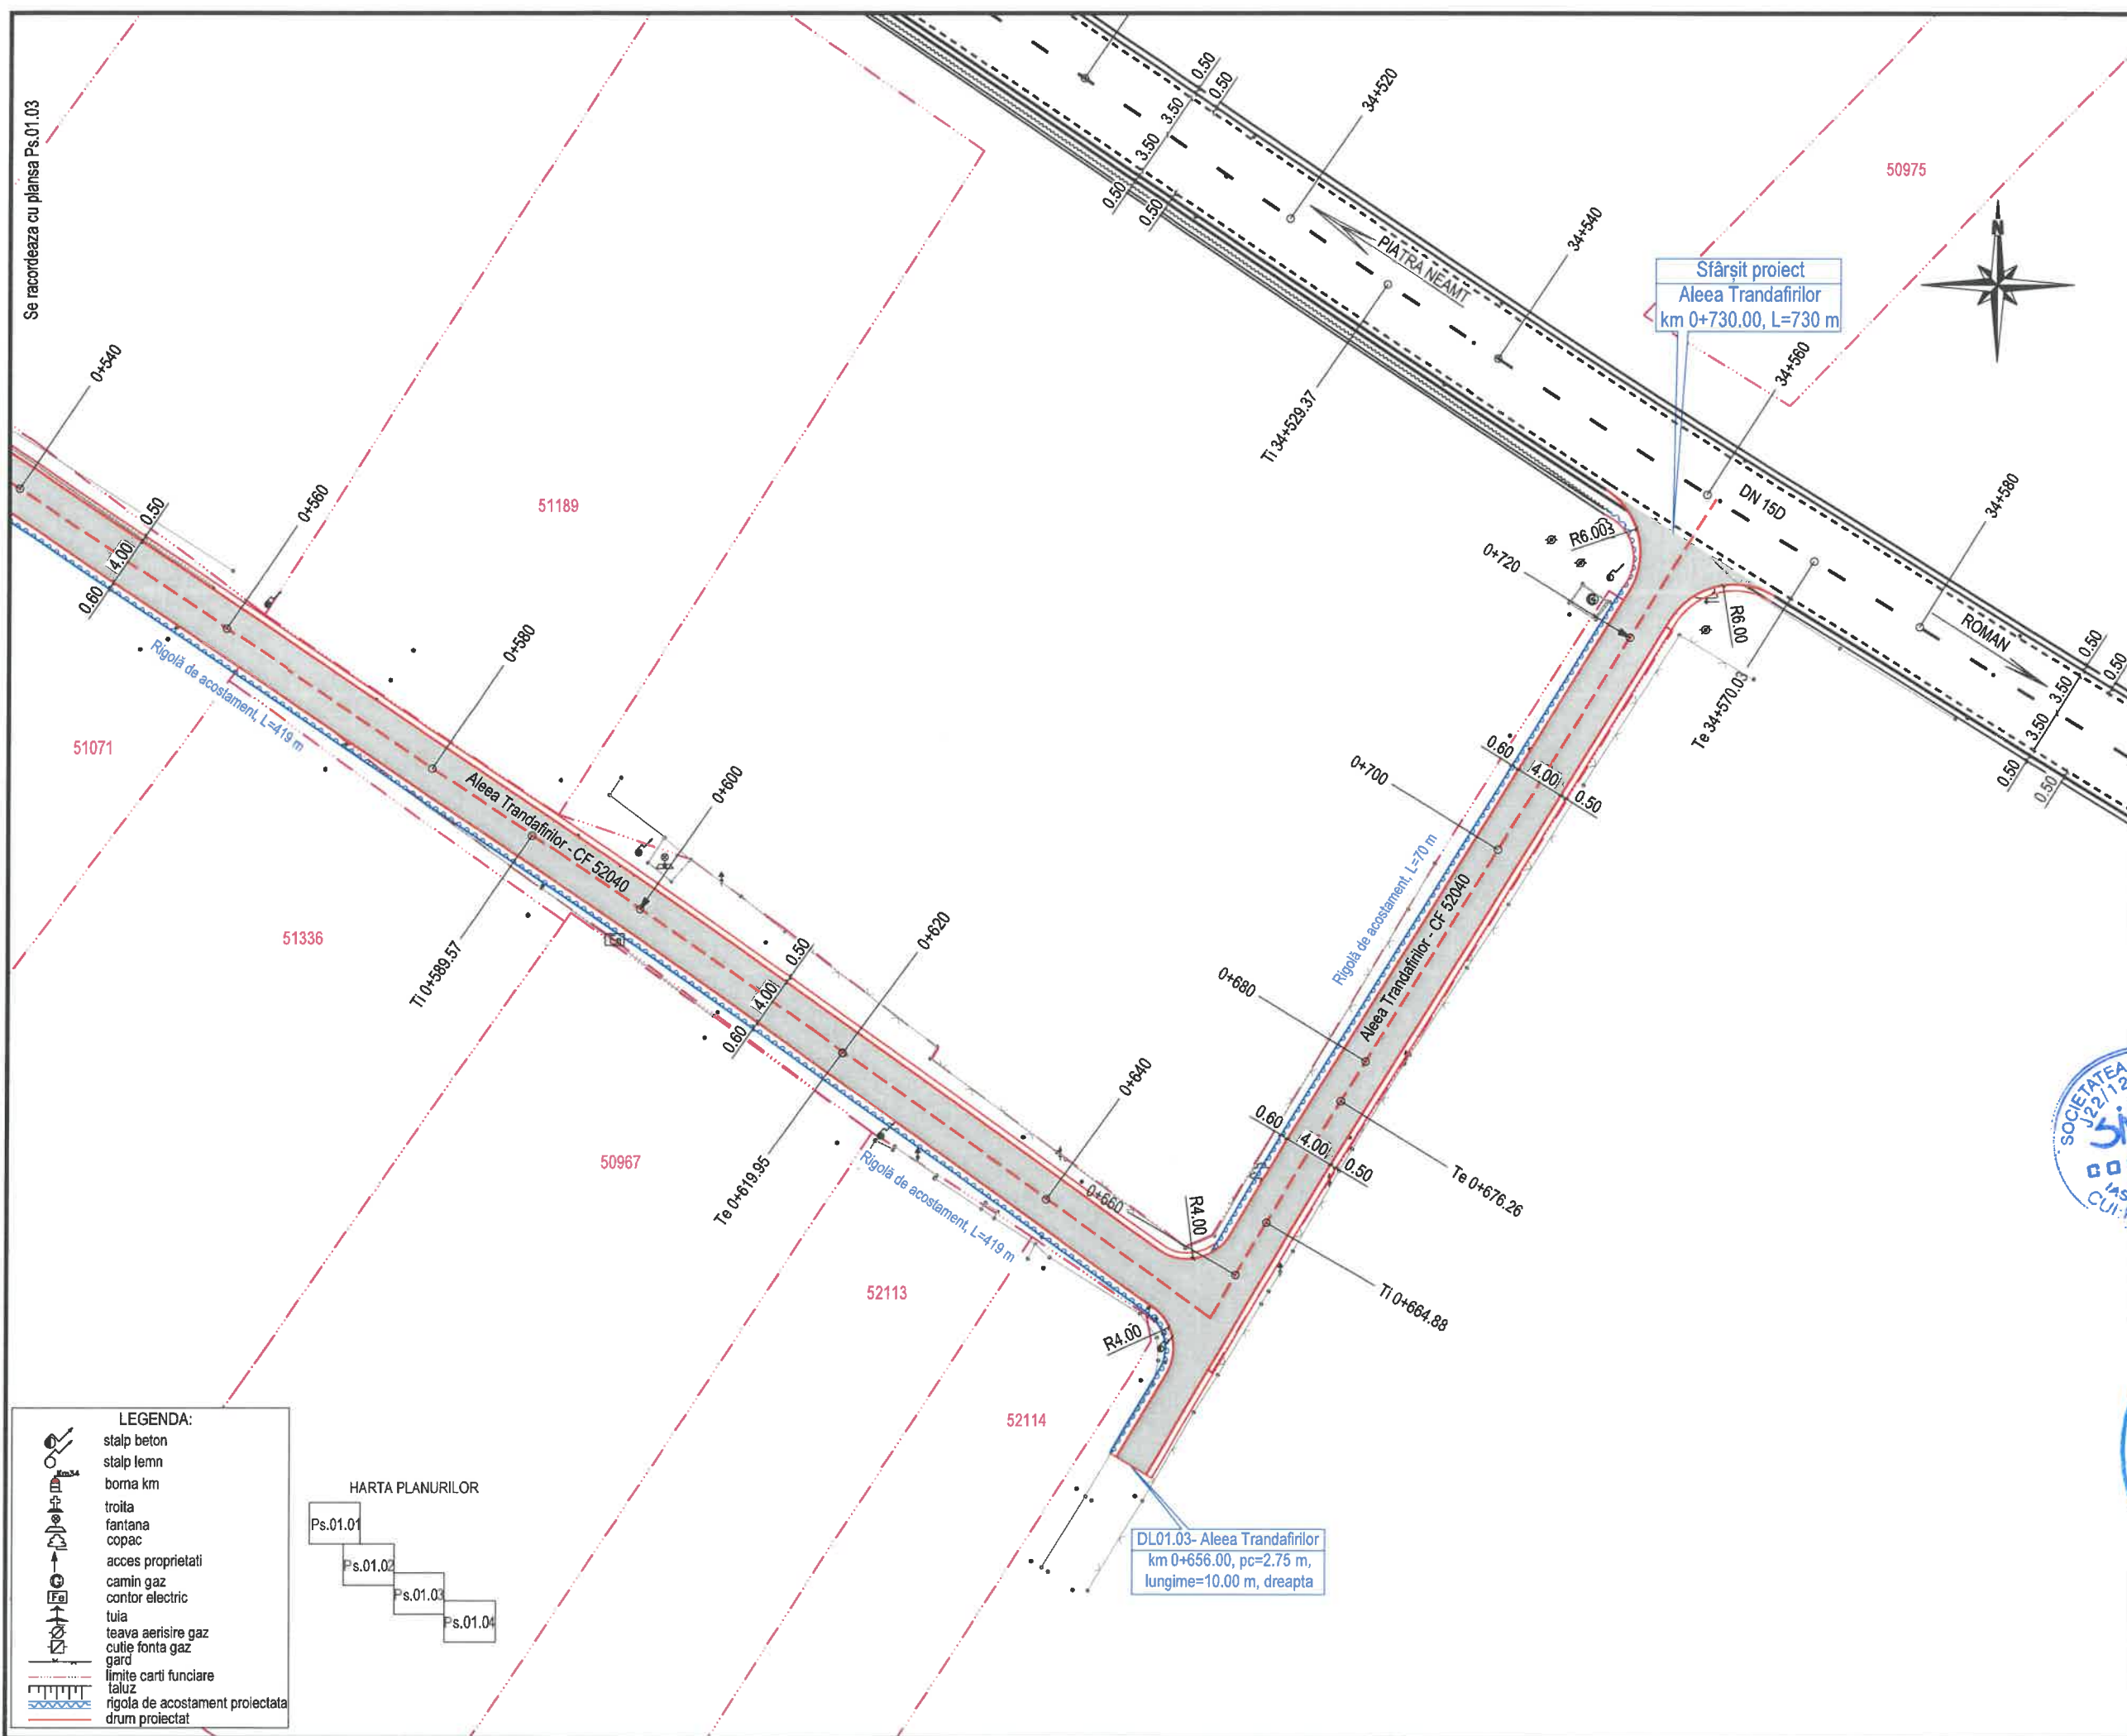 Se racordeaza cu plansa Ps.01.03
0.50
0.50
3.50
3.50
0.50
0.50
34+520
50975
PIATRA NEAMT
34+540
Sfârșit proiect
Aleea Trandafirilor
km 0+730.00, L=730 m
N
34+560
Ti 34+529.37
0+540
0+560
0.50
4.00
0.60
51189
DN 15D
34+580
R6.00
0+720
R6.00
ROMAN
0.50
0.50
3.50
3.50
0.50
0.50
Te 34+570.03
Rigolă de acostament, L=419 m
0+580
51071
0.60
4.00
0.50
0+700
Aleea Trandafirilor - CF 52040
0+600
Rigolă de acostament, L=70 m
Aleea Trandafirilor - CF 52040
51336
Ti 0+589.57
0.50
4.00
0.60
0+620
0+680
0+640
SOCIETATEA
J22/12
0.60
4.00
0.50
Te 0+676.26
50967
Te 0+619.95
Rigolă de acostament, L=419 m
0+660
R4.00
52113
Ti 0+664.88
R4.00
52114
DL01.03- Aleea Trandafirilor
km 0+656.00, pc=2.75 m,
lungime=10.00 m, dreapta
LEGENDA:
stalp beton
stalp lemn
Km34
borna km
troita
fantana
copac
acces proprietati
G
camin gaz
Fe
contor electric
tuia
teava aerisire gaz
cutie fonta gaz
gard
limite carti funciare
taluz
rigola de acostament proiectata
drum proiectat
HARTA PLANURILOR
Ps.01.01
Ps.01.02
Ps.01.03
Ps.01.04